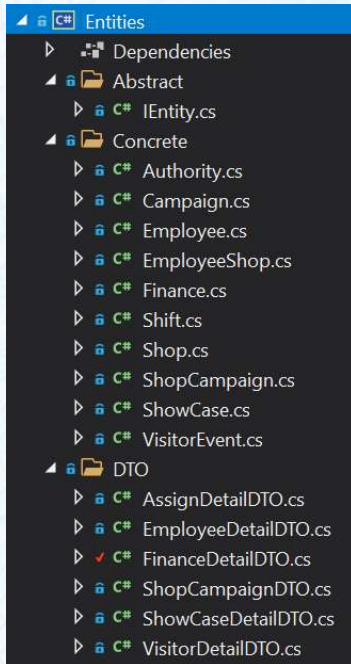 C# Entities
Dependencies
Abstract
C# IEntity.cs
Concrete
C# Authority.cs
C# Campaign.cs
C# Employee.cs
C# EmployeeShop.cs
C# Finance.cs
C# Shift.cs
C# Shop.cs
C# ShopCampaign.cs
C# ShowCase.cs
C# VisitorEvent.cs
DTO
C# AssignDetailDTO.cs
C# EmployeeDetailDTO.cs
C# FinanceDetailDTO.cs
C# ShopCampaignDTO.cs
C# ShowCaseDetailDTO.cs
C# VisitorDetailDTO.cs